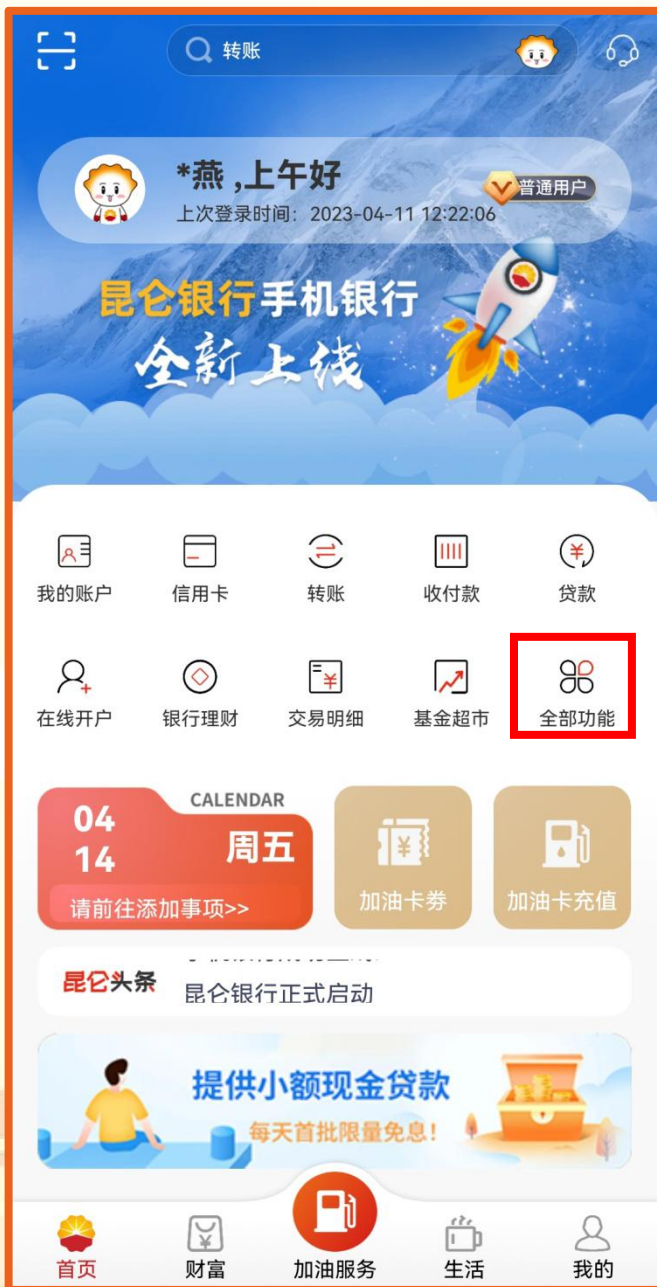 转账
*燕 ,上午好
普通用户
上次登录时间: 2023-04-11 12:22:06
昆仑银行手机银行
全新上线
我的账户 信用卡 转账 收付款 贷款
在线开户 银行理财 交易明细 基金超市 全部功能
CALENDAR
04
14
周五
请前往添加事项>>
加油卡券
加油卡充值
昆仑头条
昆仑银行正式启动
提供小额现金贷款
每天首批限量免息!
首页 财富 加油服务 生活 我的